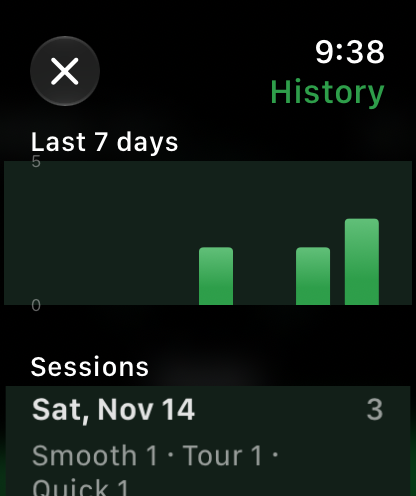 9:38
History
Last 7 days
5
0
Sessions
Sat, Nov 14 3
Smooth 1 · Tour 1 ·
Quick 1